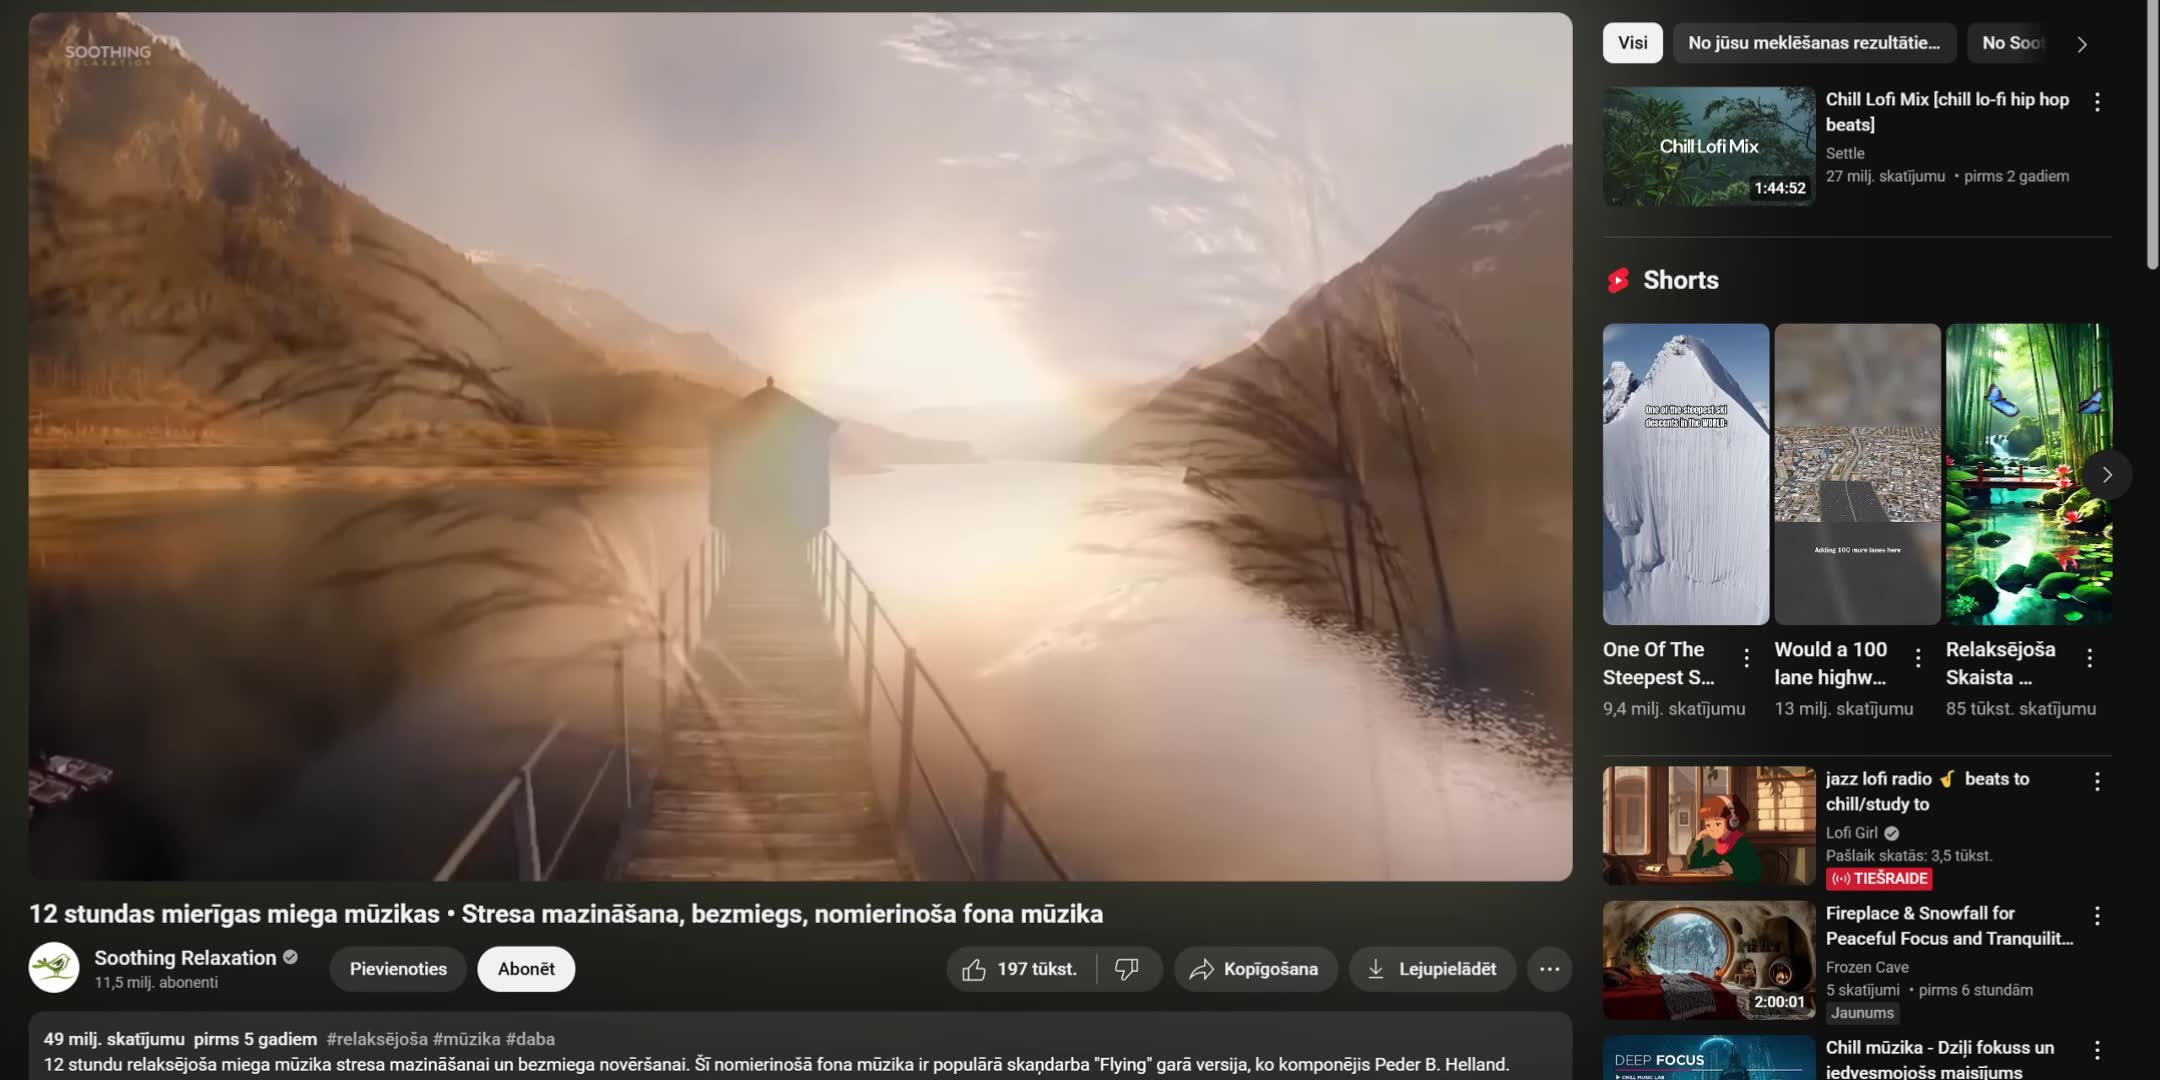 SOOTHING
RELAXATION
12 stundas mierīgas miega mūzikas • Stresa mazināšana, bezmiegs, nomierinoša fona mūzika
Soothing Relaxation
11,5 milj. abonenti
Pievienoties
Abonēt
197 tūkst.
Kopīgošana
Lejupielādēt
49 milj. skatījumu pirms 5 gadiem #relaksējoša #mūzika #daba
12 stundu relaksējoša miega mūzika stresa mazināšanai un bezmiega novēršanai. Šī nomierinošā fona mūzika ir populārā skaņdarba "Flying" garā versija, ko komponējis Peder B. Helland.
Visi
No jūsu meklēšanas rezultātie...
No Soot
Chill Lofi Mix
1:44:52
Chill Lofi Mix [chill lo-fi hip hop
beats]
Settle
27 milj. skatījumu • pirms 2 gadiem
Shorts
One of the steepest ski
descents in the WORLD:
Adding 100 more lanes here
One Of The
Steepest S...
9,4 milj. skatījumu
Would a 100
lane highw...
13 milj. skatījumu
Relaksējoša
Skaista ...
85 tūkst. skatījumu
jazz lofi radio 🎷 beats to
chill/study to
Lofi Girl
Pašlaik skatās: 3,5 tūkst.
TIEŠRAIDE
2:00:01
Fireplace & Snowfall for
Peaceful Focus and Tranquilit...
Frozen Cave
5 skatījumi • pirms 6 stundām
Jaunums
DEEP FOCUS
CHILL MUSIC LAB
Chill mūzika - Dziļi fokuss un
iedvesmojošs maisījums